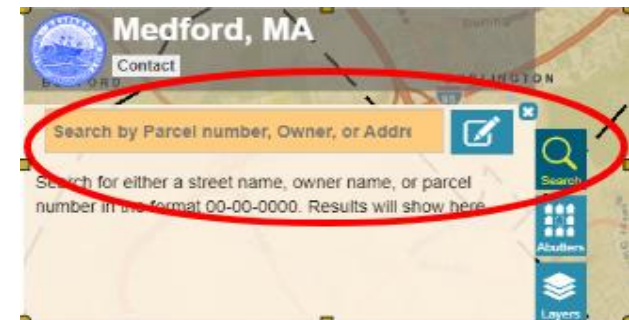 Medford, MA
Contact
Search by Parcel number, Owner, or Addre
Search for either a street name, owner name, or parcel
number in the format 00-00-0000. Results will show here
Search
Abutters
Layers